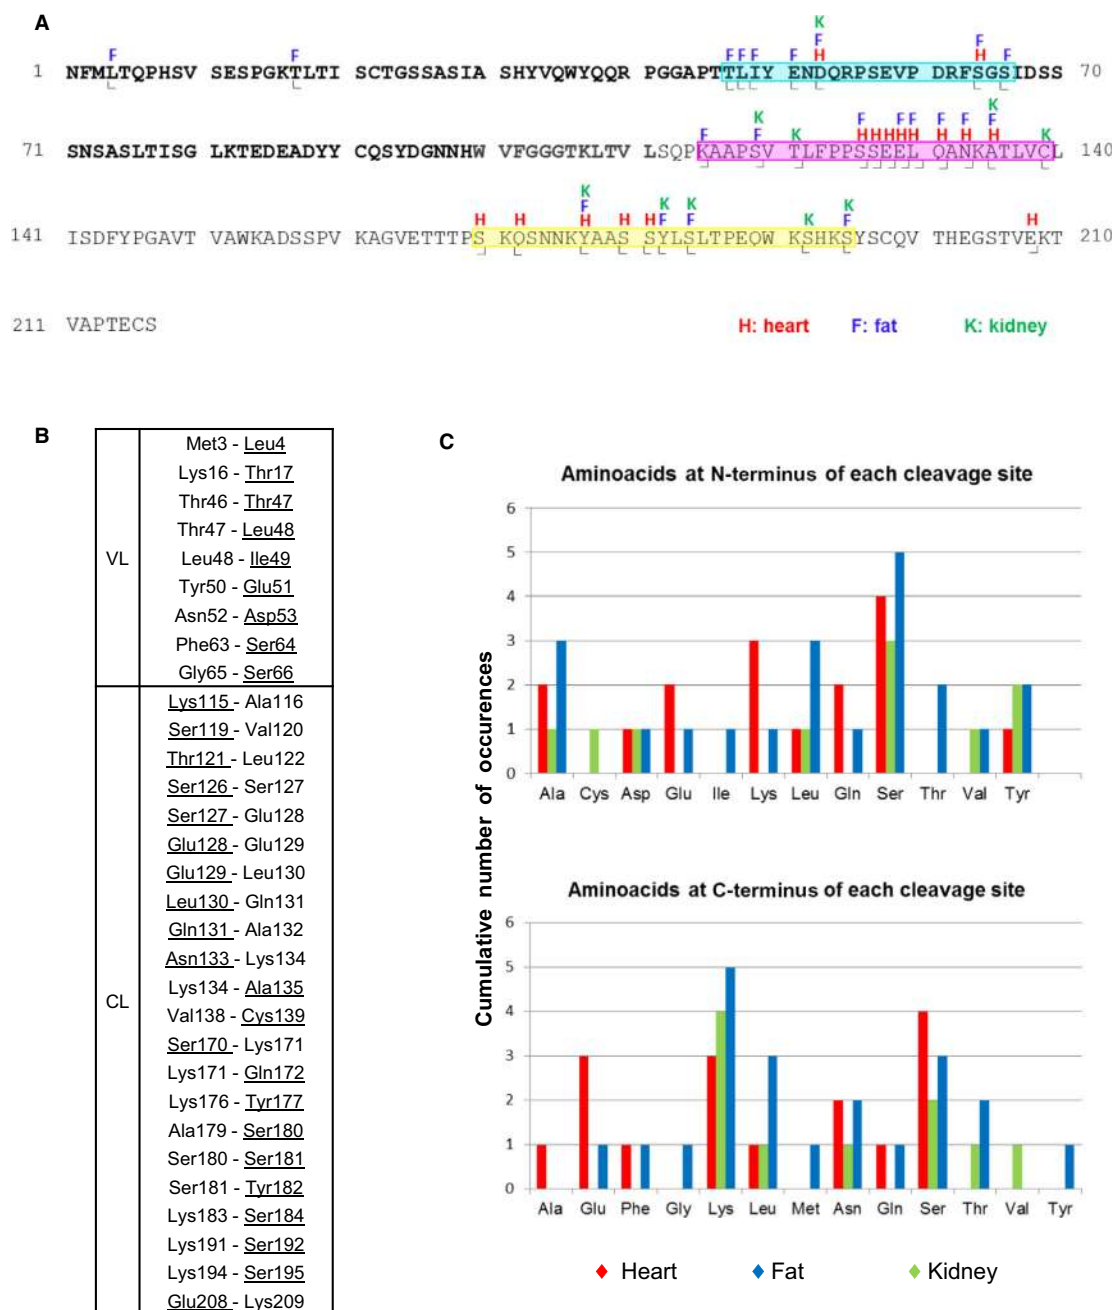 A
K
F F F F F F F H F
1 NFMLTQPHSV SESPGKTLTI SCTGSSASIA SHYVQWYQQR PGGAPTTLIY ENDQRPSEVP DRFSGSIDSS 70
H
K K
K F F F F F F
F F K H H H H H H H H K
71 SNSASLTISG LKTEDEADYY CQSYDGNNHW VFGGGTKLTV LSQPKAAPSV TLFPPSSEEL QANKATLVCL 140
K
F K K K
H H H H H F F K F H
141 ISDFYPGAVT VAWKADSSPV KAGVETTTPS KQSNNKYAAS SYLSLTPEQW KSHKSYSCQV THEGSTVEKT 210
211 VAPTECS
H: heart F: fat K: kidney
B
VL
Met3 - Leu4
Lys16 - Thr17
Thr46 - Thr47
Thr47 - Leu48
Leu48 - Ile49
Tyr50 - Glu51
Asn52 - Asp53
Phe63 - Ser64
Gly65 - Ser66
CL
Lys115 - Ala116
Ser119 - Val120
Thr121 - Leu122
Ser126 - Ser127
Ser127 - Glu128
Glu128 - Glu129
Glu129 - Leu130
Leu130 - Gln131
Gln131 - Ala132
Asn133 - Lys134
Lys134 - Ala135
Val138 - Cys139
Ser170 - Lys171
Lys171 - Gln172
Lys176 - Tyr177
Ala179 - Ser180
Ser180 - Ser181
Ser181 - Tyr182
Lys183 - Ser184
Lys191 - Ser192
Lys194 - Ser195
Glu208 - Lys209
C
Cumulative number of occurences
Aminoacids at N-terminus of each cleavage site
6
5
4
3
2
1
0
Ala Cys Asp Glu Ile Lys Leu Gln Ser Thr Val Tyr
Aminoacids at C-terminus of each cleavage site
6
5
4
3
2
1
0
Ala Glu Phe Gly Lys Leu Met Asn Gln Ser Thr Val Tyr
Heart Fat Kidney